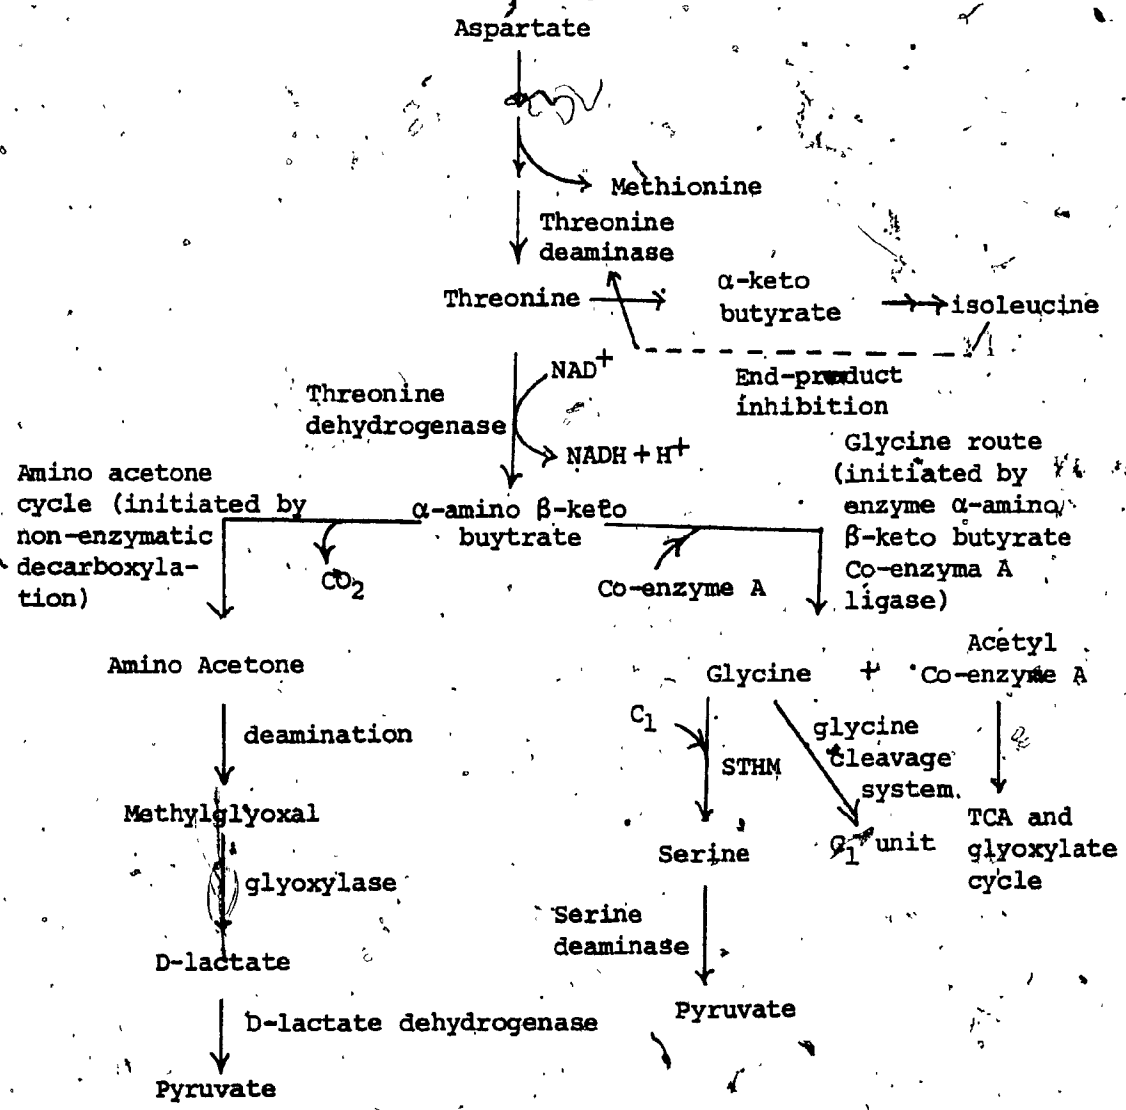 Aspartate
Methionine
Threonine
deaminase
Threonine
α-keto
butyrate
isoleucine
NAD+
End-product
inhibition
Threonine
dehydrogenase
NADH + H+
Glycine route
(initiated by
enzyme α-amino
β-keto butyrate
Co-enzyma A
ligase)
Amino acetone
cycle (initiated by
non-enzymatic
decarboxyla-
tion)
α-amino β-keto
buytrate
CO2
Co-enzyme A
Amino Acetone
Glycine + Acetyl
Co-enzyme A
deamination
C1
STHM
glycine
cleavage
system.
Methylglyoxal
glyoxylase
Serine
C1 unit
TCA and
glyoxylate
cycle
D-lactate
Serine
deaminase
D-lactate dehydrogenase
Pyruvate
Pyruvate